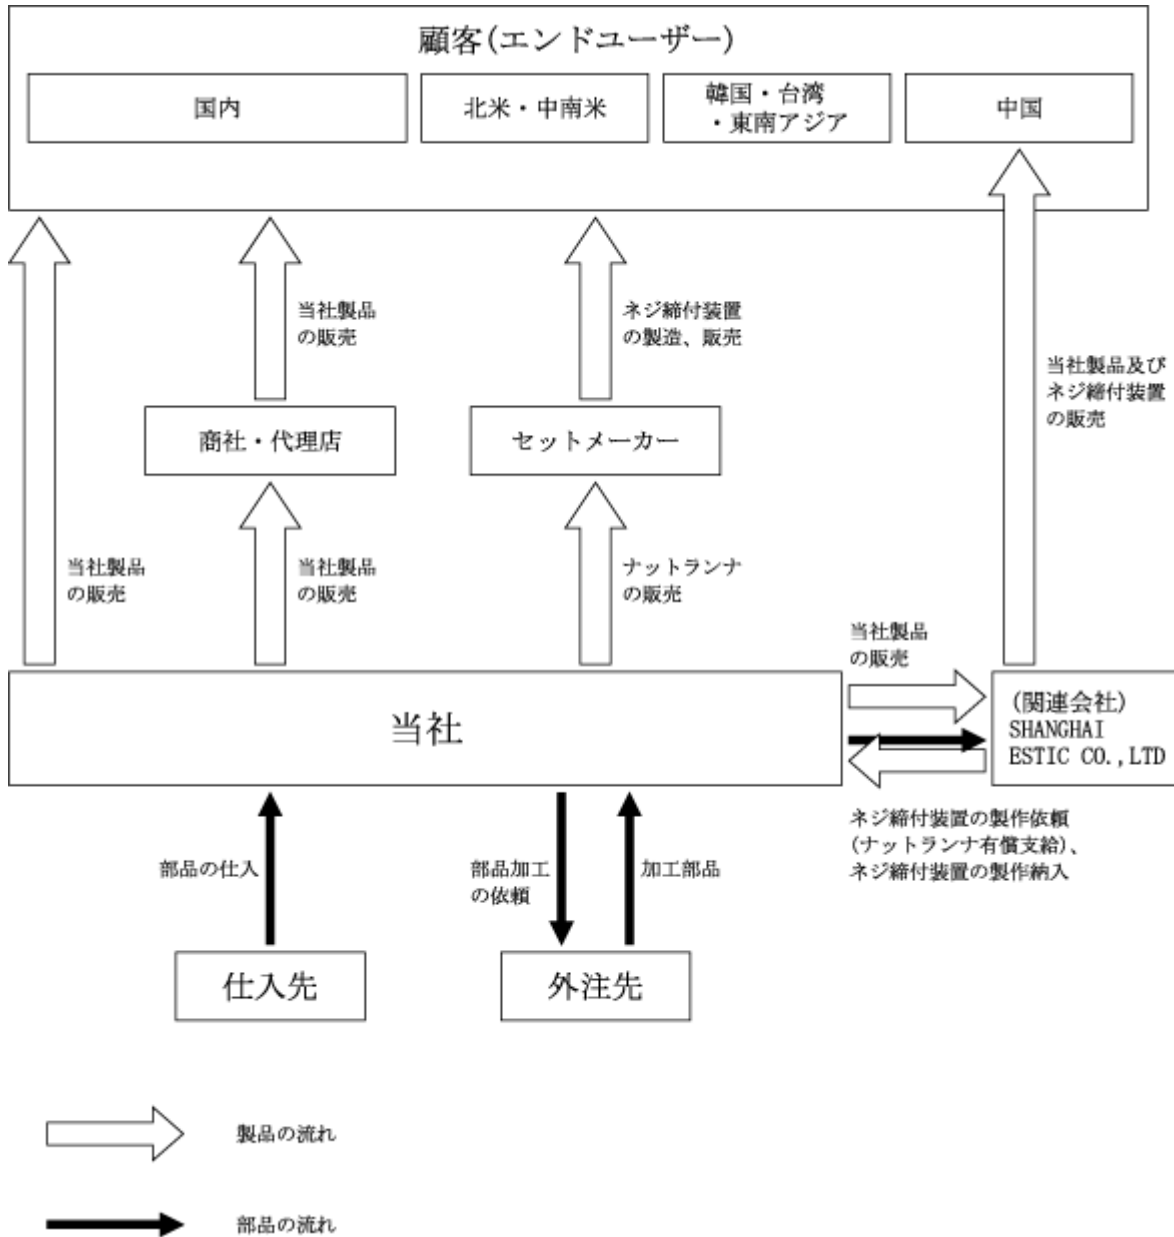 顧客(エンドユーザー)
国内
北米・中南米
韓国・台湾
・東南アジア
中国
当社製品
の販売
ネジ締付装置
の製造、販売
当社製品及び
ネジ締付装置
の販売
商社・代理店
セットメーカー
当社製品
の販売
当社製品
の販売
ナットランナ
の販売
当社製品
の販売
当社
(関連会社)
SHANGHAI
ESTIC CO.,LTD
ネジ締付装置の製作依頼
(ナットランナ有償支給)、
ネジ締付装置の製作納入
部品の仕入
部品加工
の依頼
加工部品
仕入先
外注先
製品の流れ
部品の流れ